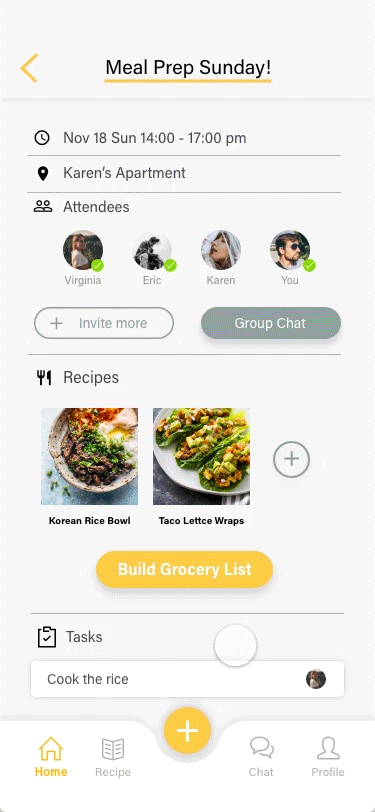 Meal Prep Sunday!
Nov 18 Sun 14:00 - 17:00 pm
Karen's Apartment
Attendees
Virginia Eric Karen You
Invite more Group Chat
Recipes
Korean Rice Bowl Taco Lettce Wraps
Build Grocery List
Tasks
Cook the rice
Home Recipe Chat Profile